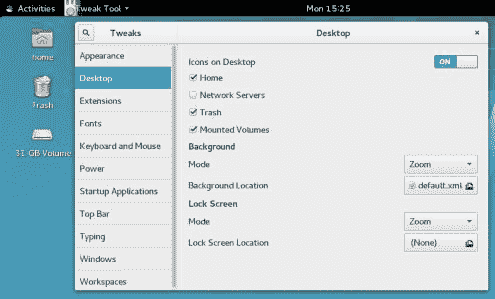 Activities Tweak Tool Mon 15:25
Tweaks Desktop ×
home
Trash
31 GB Volume
Appearance
Desktop
Extensions
Fonts
Keyboard and Mouse
Power
Startup Applications
Top Bar
Typing
Windows
Workspaces
Icons on Desktop ON
Home
Network Servers
Trash
Mounted Volumes
Background
Mode Zoom
Background Location default.xml
Lock Screen
Mode Zoom
Lock Screen Location (None)